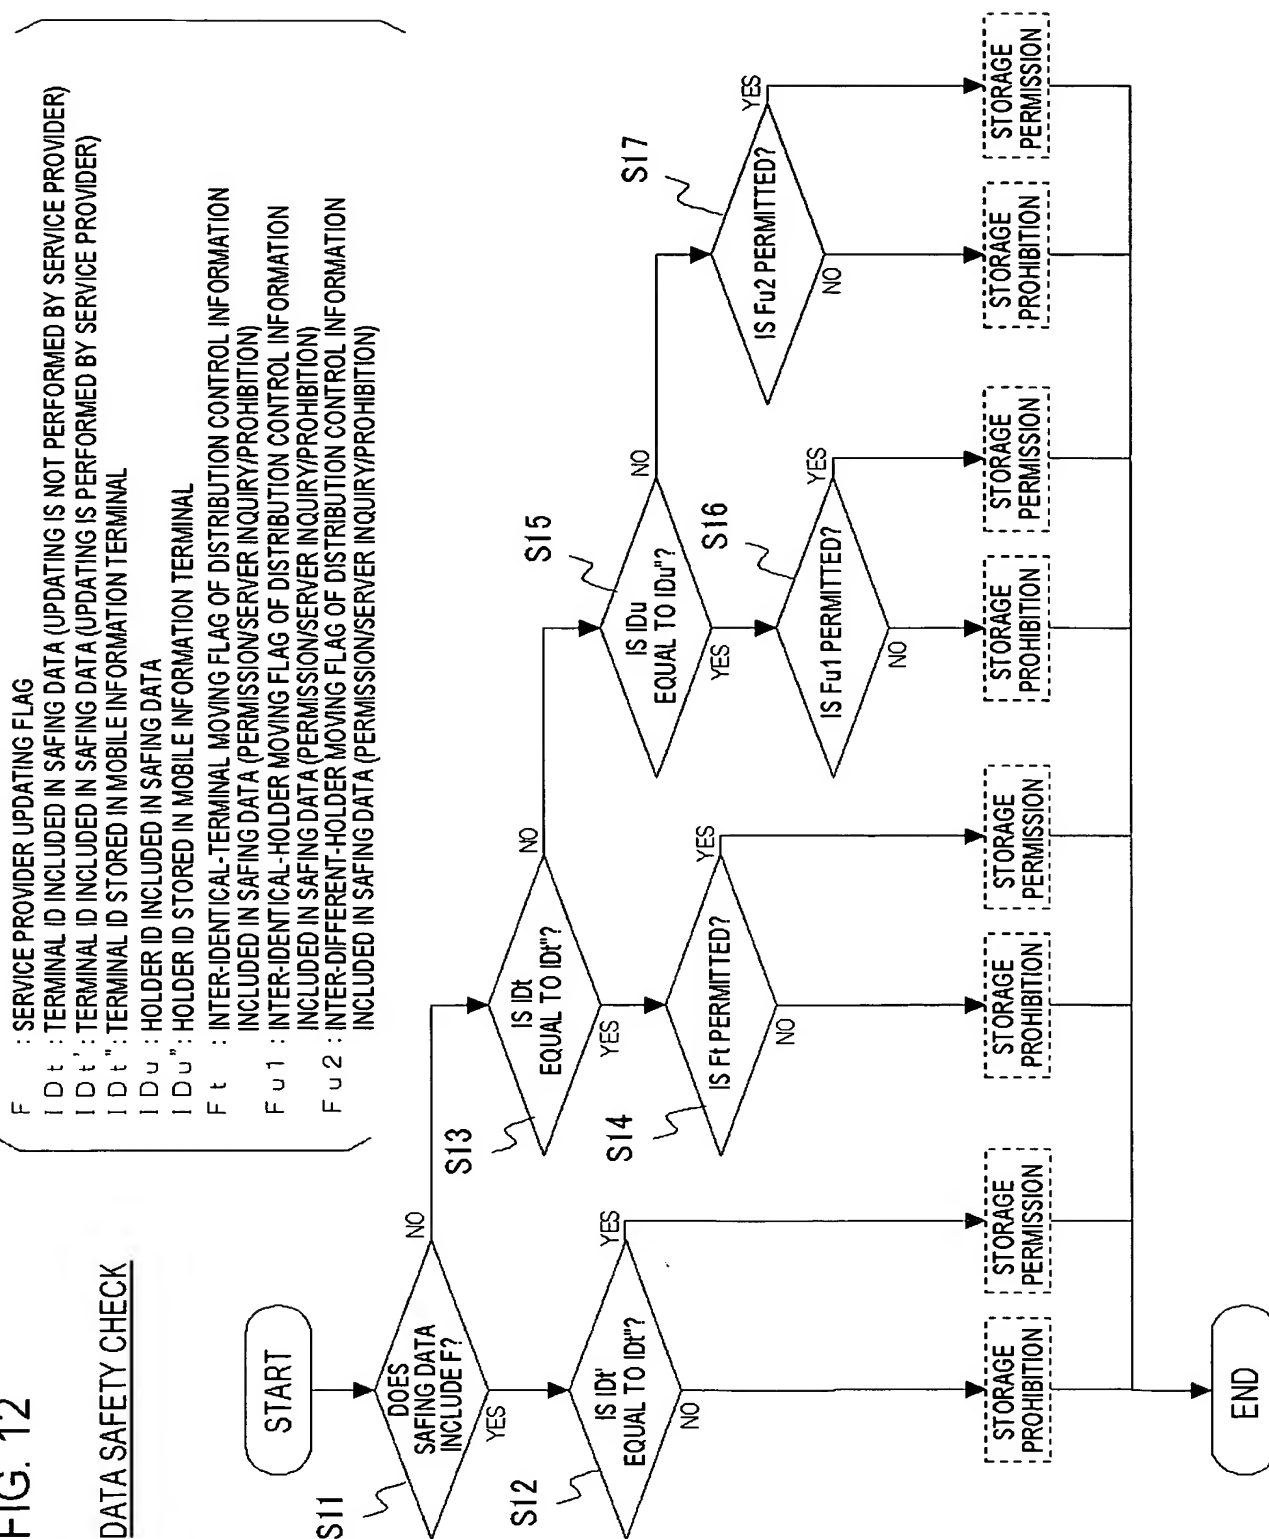 FIG. 12
DATA SAFETY CHECK
F : SERVICE PROVIDER UPDATING FLAG
IDt : TERMINAL ID INCLUDED IN SAFING DATA (UPDATING IS NOT PERFORMED BY SERVICE PROVIDER)
IDt' : TERMINAL ID INCLUDED IN SAFING DATA (UPDATING IS PERFORMED BY SERVICE PROVIDER)
IDt" : TERMINAL ID STORED IN MOBILE INFORMATION TERMINAL
IDu : HOLDER ID INCLUDED IN SAFING DATA
IDu" : HOLDER ID STORED IN MOBILE INFORMATION TERMINAL
Ft : INTER-IDENTICAL-TERMINAL MOVING FLAG OF DISTRIBUTION CONTROL INFORMATION
INCLUDED IN SAFING DATA (PERMISSION/SERVER INQUIRY/PROHIBITION)
Fu1 : INTER-IDENTICAL-HOLDER MOVING FLAG OF DISTRIBUTION CONTROL INFORMATION
INCLUDED IN SAFING DATA (PERMISSION/SERVER INQUIRY/PROHIBITION)
Fu2 : INTER-DIFFERENT-HOLDER MOVING FLAG OF DISTRIBUTION CONTROL INFORMATION
INCLUDED IN SAFING DATA (PERMISSION/SERVER INQUIRY/PROHIBITION)
START
S11
DOES
SAFING DATA
INCLUDE F?
NO
YES
S12
IS IDt'
EQUAL TO IDt"?
YES
NO
S13
IS IDt
EQUAL TO IDt"?
NO
YES
S14
IS Ft PERMITTED?
YES
NO
S15
IS IDu
EQUAL TO IDu"?
NO
YES
S16
IS Fu1 PERMITTED?
YES
NO
S17
IS Fu2 PERMITTED?
YES
NO
STORAGE
PROHIBITION
STORAGE
PERMISSION
STORAGE
PROHIBITION
STORAGE
PERMISSION
STORAGE
PROHIBITION
STORAGE
PERMISSION
STORAGE
PROHIBITION
STORAGE
PERMISSION
END